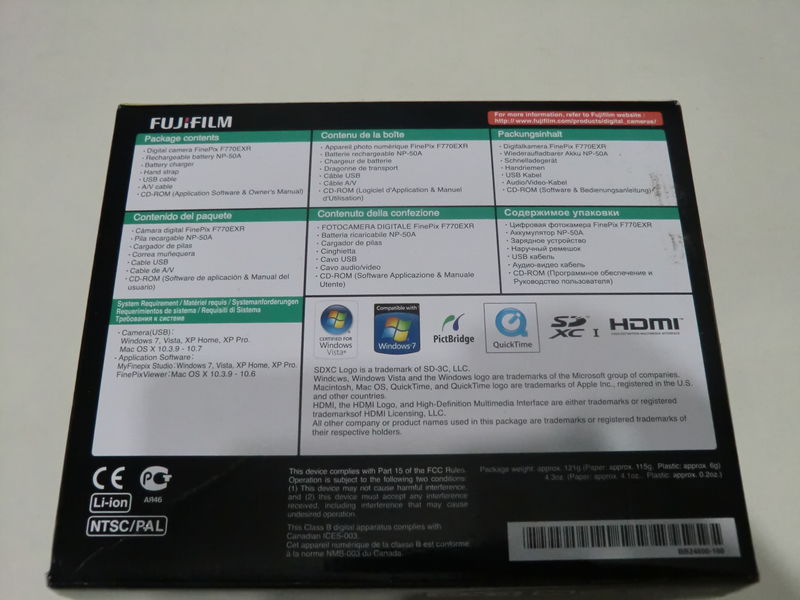 FUJIFILM
For more information, refer to Fujifilm website :
http://www.fujifilm.com/products/digital_cameras/
Package contents
· Digital camera FinePix F770EXR
· Rechargeable battery NP-50A
· Battery charger
· Hand strap
· USB cable
· A/V cable
· CD-ROM (Application Software & Owner's Manual)
Contenu de la boîte
· Appareil photo numérique FinePix F770EXR
· Batterie rechargeable NP-50A
· Chargeur de batterie
· Dragonne de transport
· Câble USB
· Câble A/V
· CD-ROM (Logiciel d'Application & Manuel
d'Utilisation)
Packungsinhalt
· Digitalkamera FinePix F770EXR
· Wiederaufladbarer Akku NP-50A
· Schnelladegerät
· Handriemen
· USB Kabel
· Audio/Video-Kabel
· CD-ROM (Software & Bedienungsanleitung)
Contenido del paquete
· Cámara digital FinePix F770EXR
· Pila recargable NP-50A
· Cargador de pilas
· Correa muñequera
· Cable USB
· Cable de A/V
· CD-ROM (Software de aplicación & Manual del
usuario)
Contenuto della confezione
· FOTOCAMERA DIGITALE FinePix F770EXR
· Batteria ricaricabile NP-50A
· Cargador de pilas
· Cinghietta
· Cavo USB
· Cavo audio/video
· CD-ROM (Software Applicazione & Manuale
Utente)
Содержимое упаковки
· Цифровая фотокамера FinePix F770EXR
· Аккумулятор NP-50A
· Зарядное устройство
· Наручный ремешок
· USB кабель
· Аудио-видео кабель
· CD-ROM (Программное обеспечение и
Руководство пользователя)
System Requirement / Matériel requis / Systemanforderungen
Requerimientos de sistema / Requisiti di Sistema
Требования к системе
· Camera(USB):
Windows 7, Vista, XP Home, XP Pro.
Mac OS X 10.3.9 - 10.7
· Application Software:
MyFinepix Studio: Windows 7, Vista, XP Home, XP Pro.
FinePixViewer: Mac OS X 10.3.9 - 10.6
CERTIFIED FOR
Windows
Vista
Compatible with
Windows 7
PictBridge
QuickTime
SD XC I
HDMI
SDXC Logo is a trademark of SD-3C, LLC.
Windows, Windows Vista and the Windows logo are trademarks of the Microsoft group of companies.
Macintosh, Mac OS, QuickTime, and QuickTime logo are trademarks of Apple Inc., registered in the U.S.
and other countries.
HDMI, the HDMI Logo, and High-Definition Multimedia Interface are either trademarks or registered
trademarksof HDMI Licensing, LLC.
All other company or product names used in this package are trademarks or registered trademarks of
their respective holders.
CE
АЯ46
Li-ion
NTSC/PAL
This device complies with Part 15 of the FCC Rules.
Operation is subject to the following two conditions:
(1) This device may not cause harmful interference,
and (2) this device must accept any interference
received, including interference that may cause
undesired operation.
This Class B digital apparatus complies with
Canadian ICES-003.
Cet appareil numérique de la classe B est conforme
à la norme NMB-003 du Canada.
Package weight: approx. 121g (Paper: approx. 115g, Plastic: approx. 6g)
4.3oz (Paper: approx. 4.1oz., Plastic: approx. 0.2oz.)